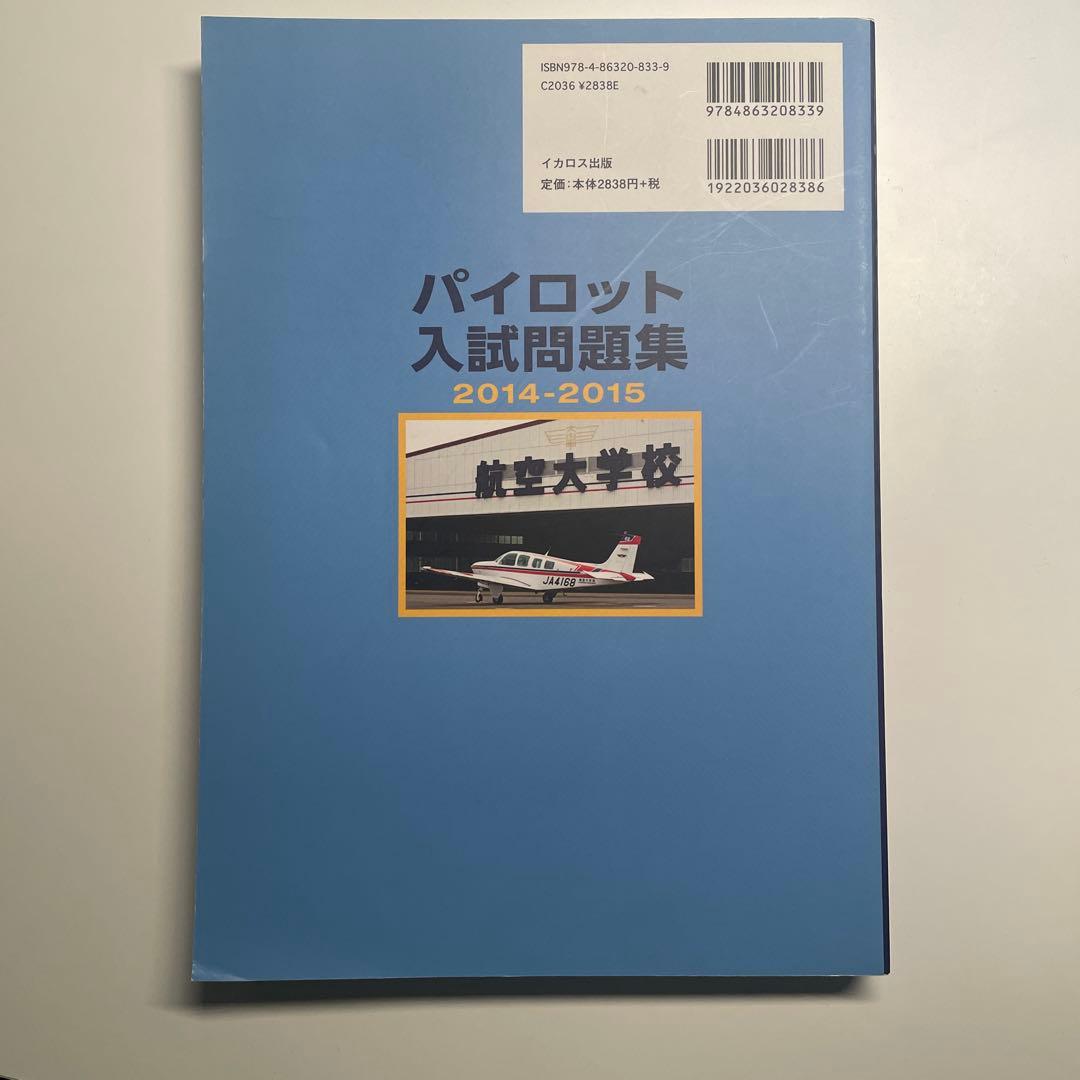 ISBN978-4-86320-833-9
C2036 ¥2838E
9784863208339
イカロス出版
定価:本体2838円+税
1922036028386
パイロット
入試問題集
2014-2015
航空大学校
JA4168